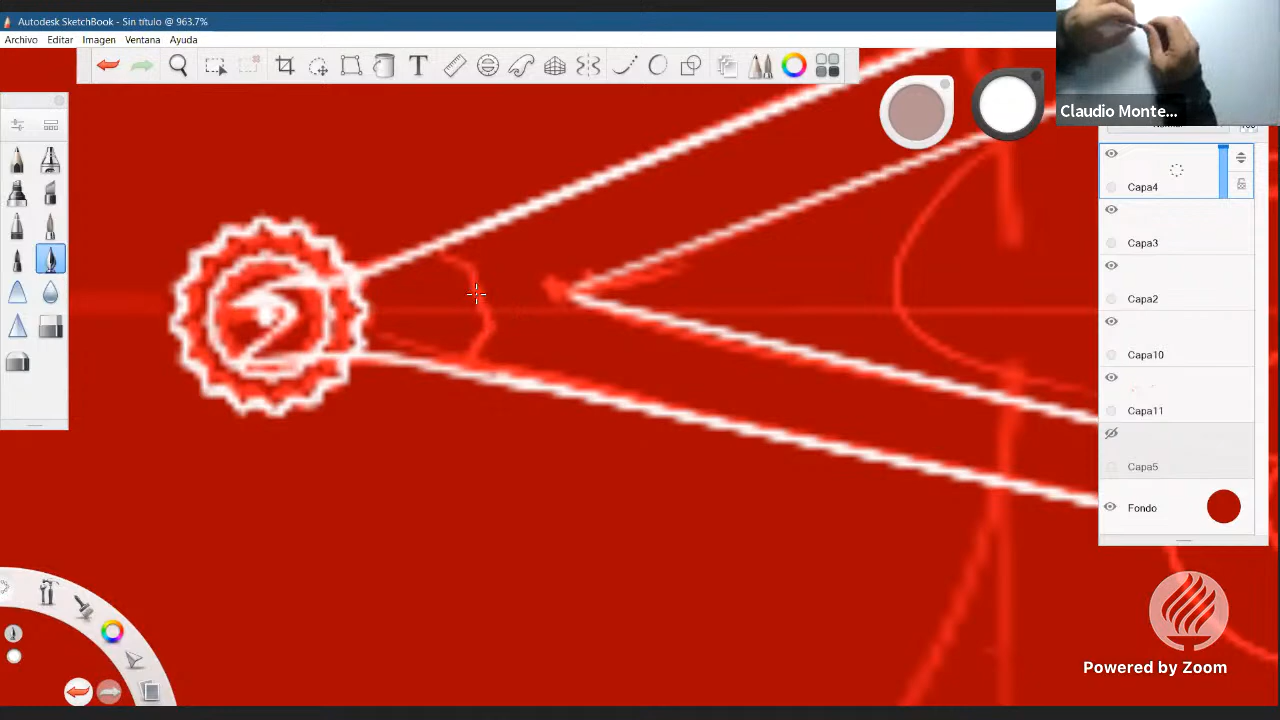 Autodesk SketchBook - Sin título @ 963.7%
Archivo Editar Imagen Ventana Ayuda
T
Claudio Monte...
Capa4
Capa3
Capa2
Capa10
Capa11
Capa5
Fondo
2
Powered by Zoom